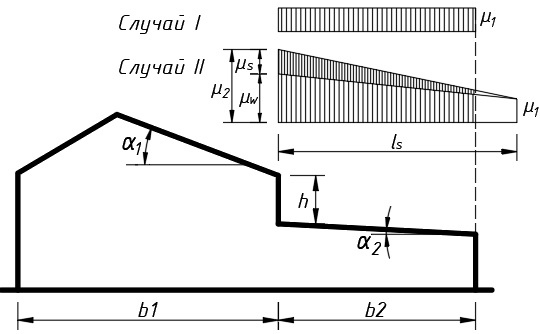 Случай I
μ1
Случай II
μs
μ2
μw
μ1
ls
α1
h
α2
b1
b2